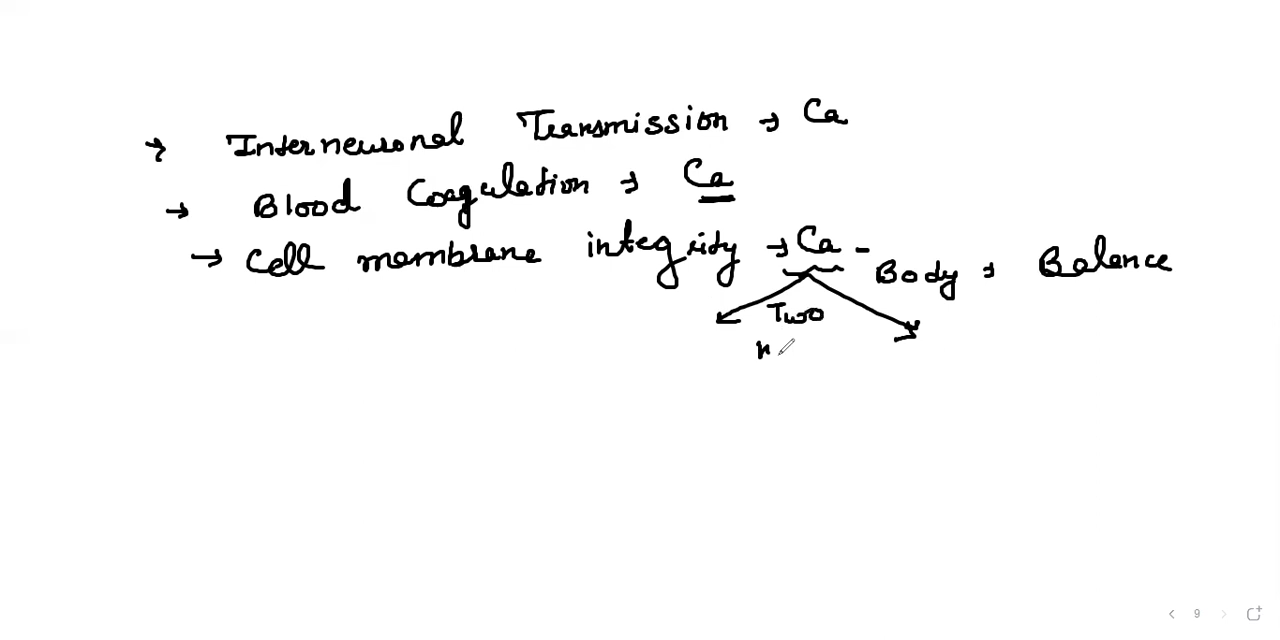 → Interneuronal Transmission → Ca
→ Blood Coagulation → Ca
→ Cell membrane integrity → Ca - Body → Balance
Two
9